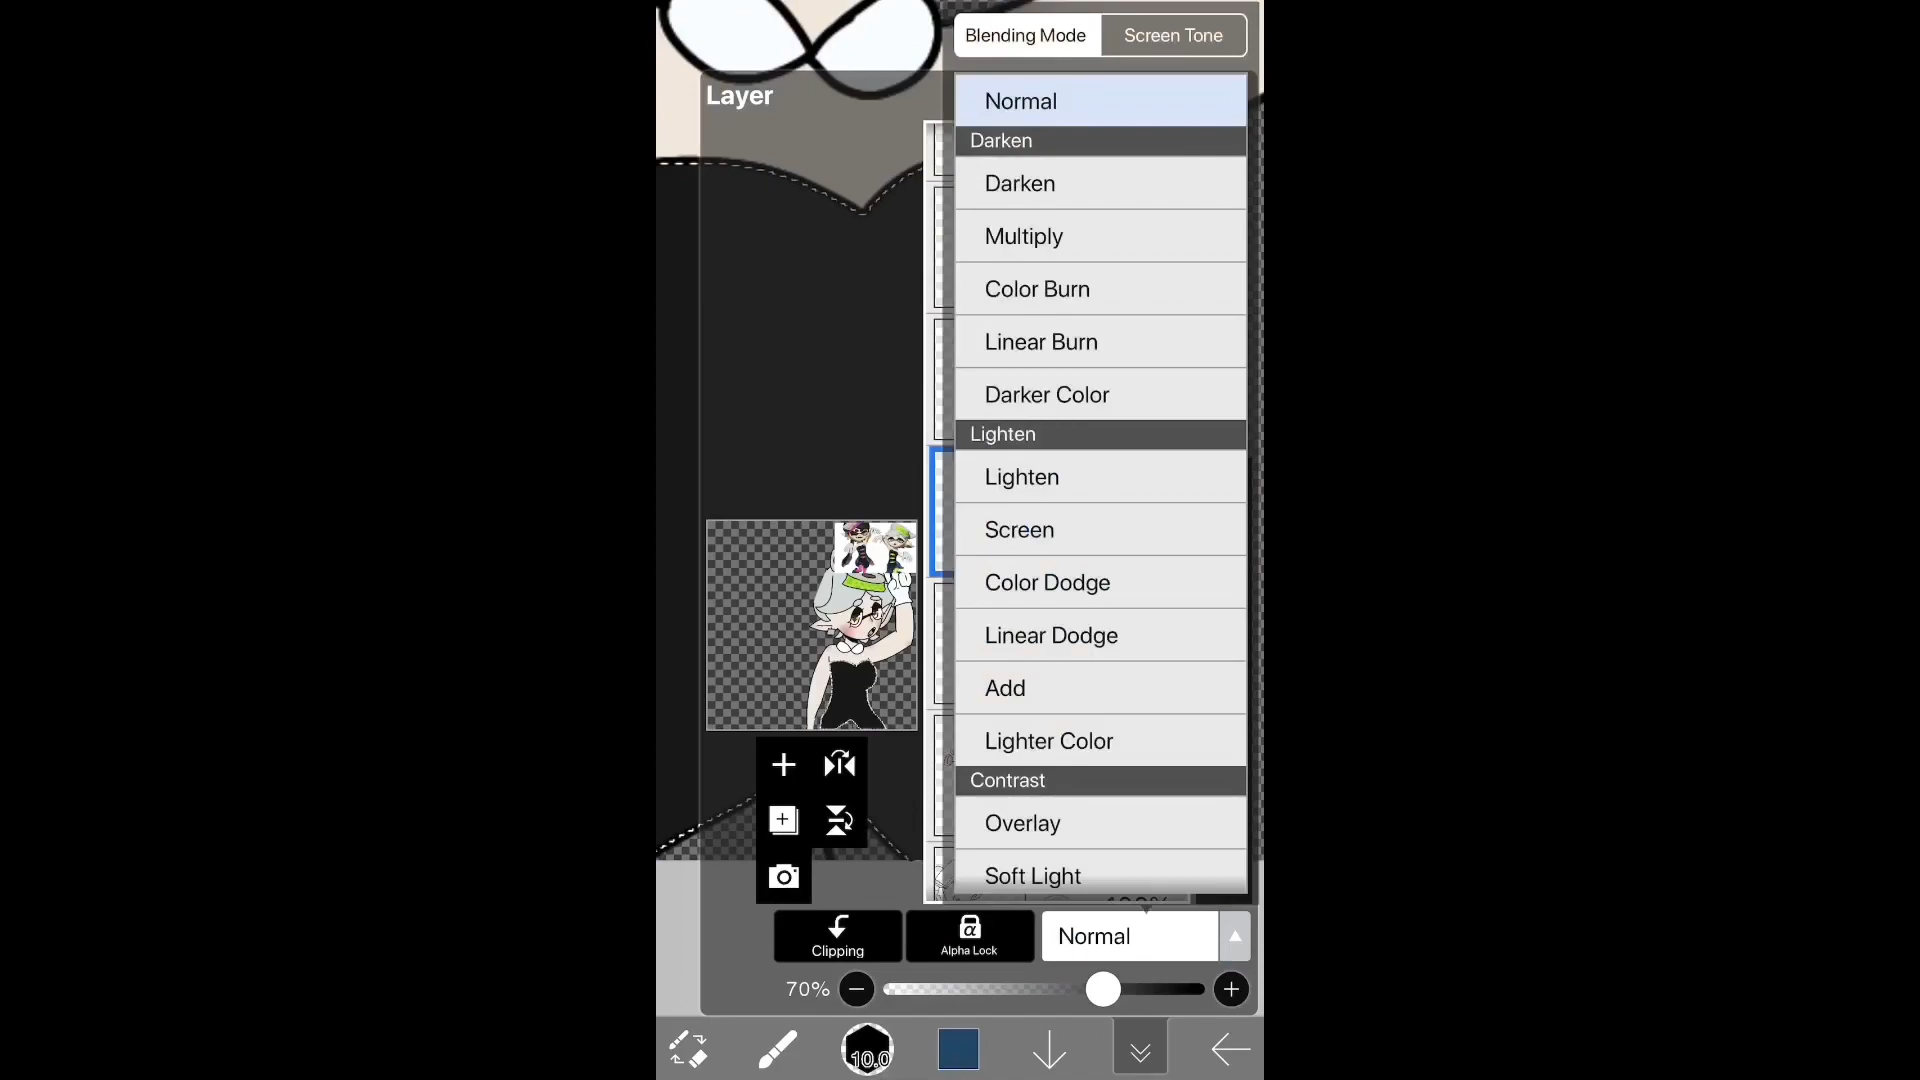 Blending Mode
Screen Tone
Layer
Normal
Darken
Darken
Multiply
Color Burn
Linear Burn
Darker Color
Lighten
Lighten
Screen
Color Dodge
Linear Dodge
Add
Lighter Color
Contrast
Overlay
Soft Light
Clipping
α
Alpha Lock
Normal
70%
10.0